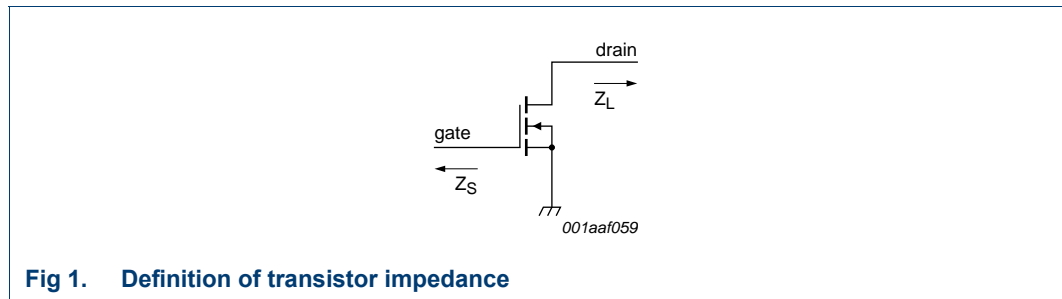 drain
Z_L
gate
Z_S
001aaf059
Fig 1. Definition of transistor impedance